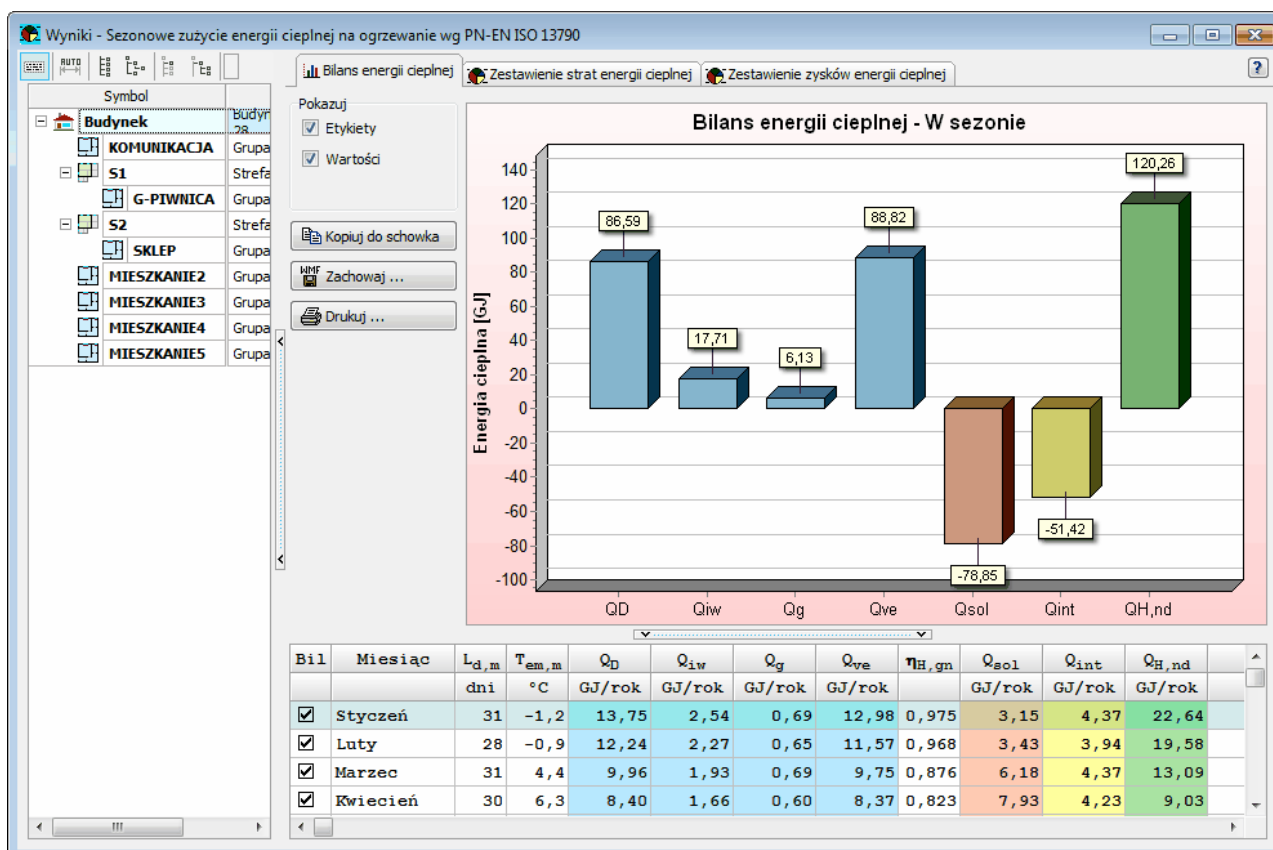 Wyniki - Sezonowe zużycie energii cieplnej na ogrzewanie wg PN-EN ISO 13790
AUTO
Symbol
Budynek Budyn 28
KOMUNIKACJA Grupa
S1 Strefa
G-PIWNICA Grupa
S2 Strefa
SKLEP Grupa
MIESZKANIE2 Grupa
MIESZKANIE3 Grupa
MIESZKANIE4 Grupa
MIESZKANIE5 Grupa
Bilans energii cieplnej Zestawienie strat energii cieplnej Zestawienie zysków energii cieplnej ?
Pokazuj
Etykiety
Wartości
Kopiuj do schowka
WMF Zachowaj ...
Drukuj ...
Bilans energii cieplnej - W sezonie
Energia cieplna [GJ]
140
120
100
80
60
40
20
0
-20
-40
-60
-80
-100
86,59
17,71
6,13
88,82
-78,85
-51,42
120,26
QD Qiw Qg Qve Qsol Qint QH,nd
Bil Miesiąc Ld,m Tem,m QD Qiw Qg Qve ηH,gn Qsol Qint QH,nd
dni °C GJ/rok GJ/rok GJ/rok GJ/rok GJ/rok GJ/rok GJ/rok
Styczeń 31 -1,2 13,75 2,54 0,69 12,98 0,975 3,15 4,37 22,64
Luty 28 -0,9 12,24 2,27 0,65 11,57 0,968 3,43 3,94 19,58
Marzec 31 4,4 9,96 1,93 0,69 9,75 0,876 6,18 4,37 13,09
Kwiecień 30 6,3 8,40 1,66 0,60 8,37 0,823 7,93 4,23 9,03